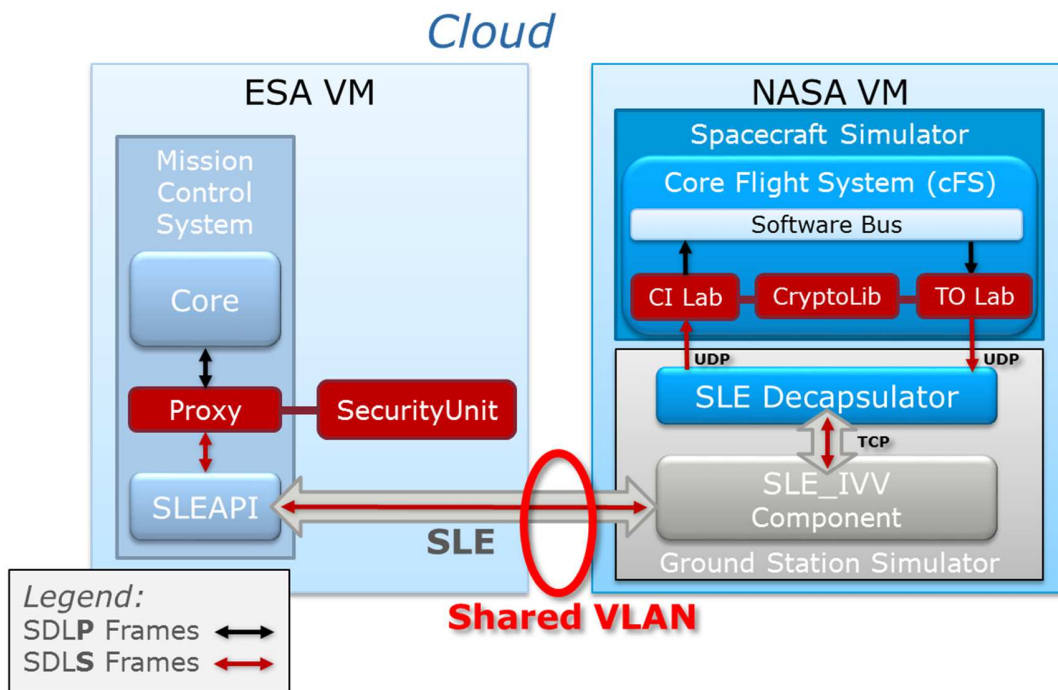 Cloud
ESA VM
Mission
Control
System
Core
Proxy
SecurityUnit
SLEAPI
SLE
Shared VLAN
NASA VM
Spacecraft Simulator
Core Flight System (cFS)
Software Bus
CI Lab
CryptoLib
TO Lab
UDP
UDP
SLE Decapsulator
TCP
SLE_IVV
Component
Ground Station Simulator
Legend:
SDLP Frames
SDLS Frames